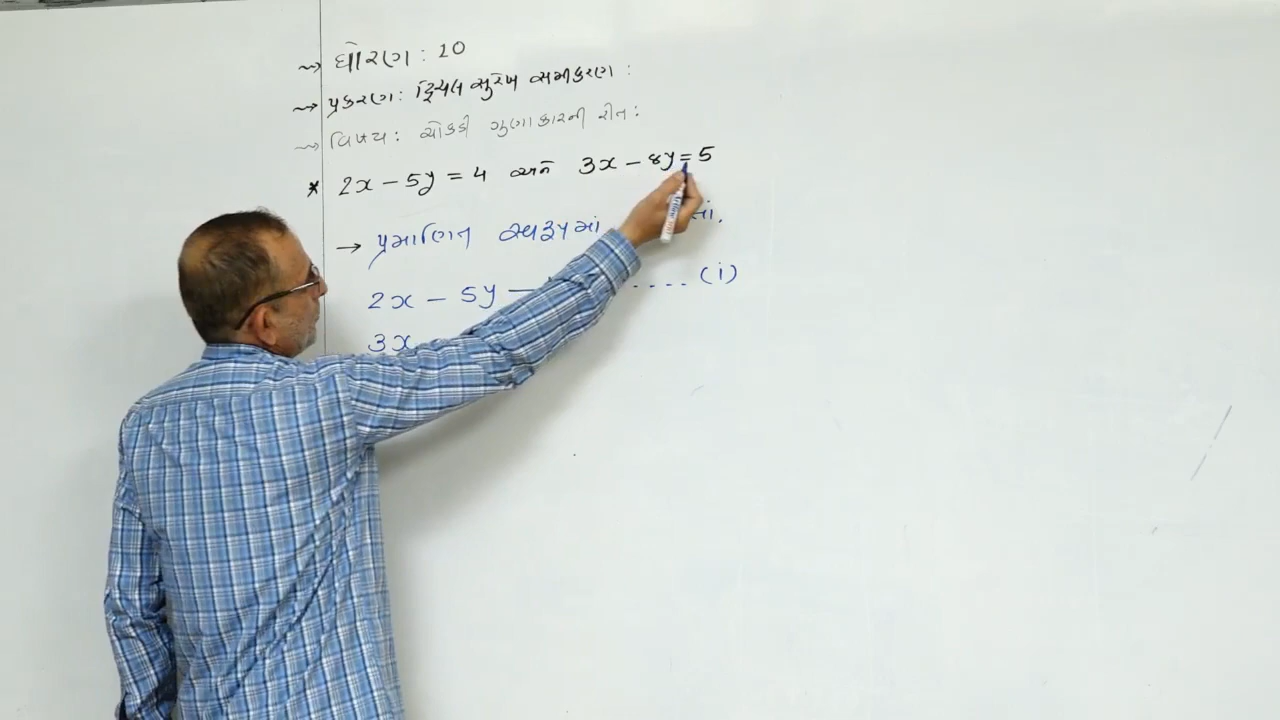 ⇝ ધોરણ : 10
⇝ પ્રકરણ : દ્વિચલ સુરેખ સમીકરણ :
⇝ વિષય : ચોકડી ગુણાકારની રીત :
* 2x − 5y = 4 અને 3x − 8y = 5
→ પ્રમાણિત સ્વરૂપમાં
2x − 5y − .... (i)
3x